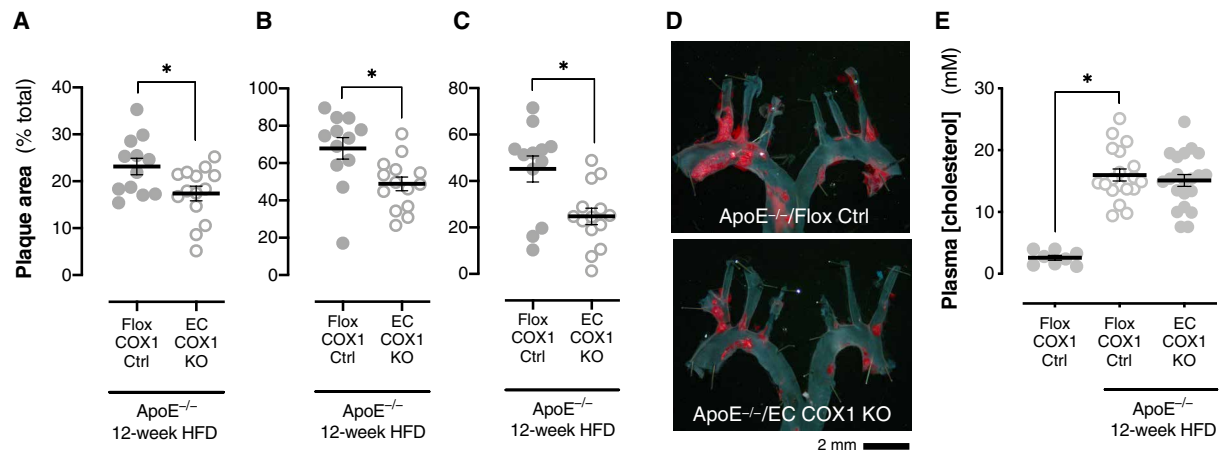 A
Plaque area (% total)
40
30
20
10
0
*
Flox
COX1
Ctrl
EC
COX1
KO
ApoE−/−
12-week HFD
B
100
80
60
40
20
0
*
Flox
COX1
Ctrl
EC
COX1
KO
ApoE−/−
12-week HFD
C
80
60
40
20
0
*
Flox
COX1
Ctrl
EC
COX1
KO
ApoE−/−
12-week HFD
D
ApoE−/−/Flox Ctrl
ApoE−/−/EC COX1 KO
2 mm
E
Plasma [cholesterol] (mM)
30
20
10
0
*
Flox
COX1
Ctrl
Flox
COX1
Ctrl
EC
COX1
KO
ApoE−/−
12-week HFD